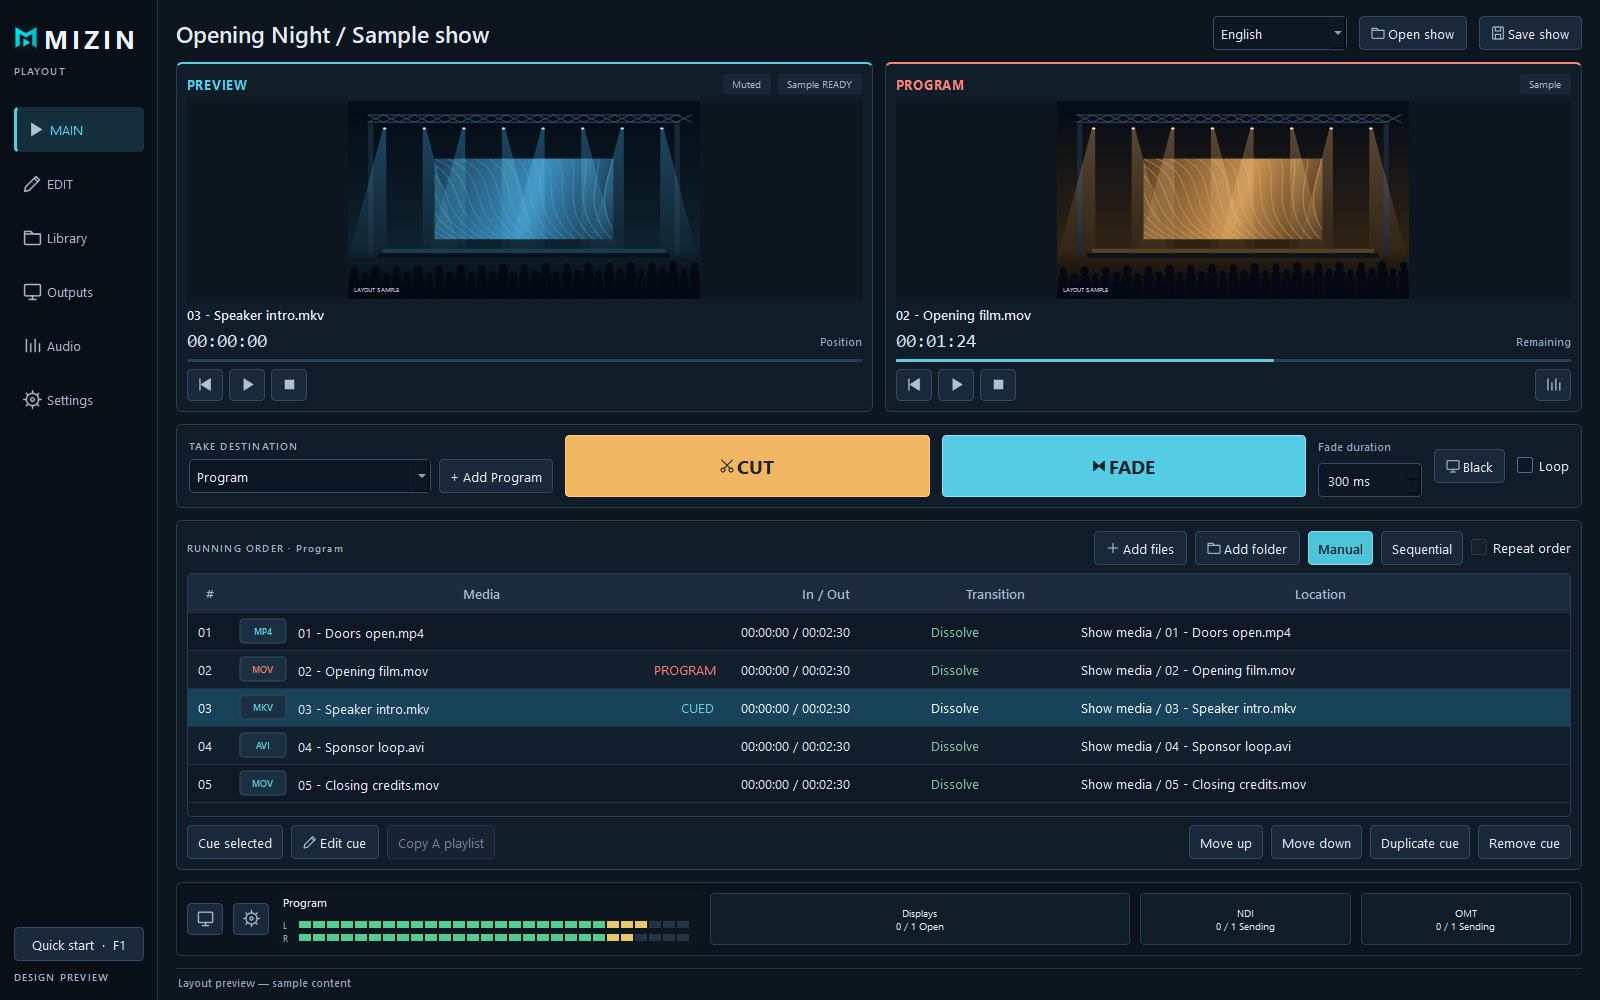 MIZIN
PLAYOUT
MAIN
EDIT
Library
Outputs
Audio
Settings
Quick start · F1
DESIGN PREVIEW
Opening Night / Sample show
English
Open show
Save show
PREVIEW
Muted
Sample READY
LAYOUT SAMPLE
03 - Speaker intro.mkv
00:00:00
Position
PROGRAM
Sample
LAYOUT SAMPLE
02 - Opening film.mov
00:01:24
Remaining
TAKE DESTINATION
Program
+ Add Program
CUT
FADE
Fade duration
300 ms
Black
Loop
RUNNING ORDER · Program
+ Add files
Add folder
Manual
Sequential
Repeat order
# Media In / Out Transition Location
01 MP4 01 - Doors open.mp4 00:00:00 / 00:02:30 Dissolve Show media / 01 - Doors open.mp4
02 MOV 02 - Opening film.mov PROGRAM 00:00:00 / 00:02:30 Dissolve Show media / 02 - Opening film.mov
03 MKV 03 - Speaker intro.mkv CUED 00:00:00 / 00:02:30 Dissolve Show media / 03 - Speaker intro.mkv
04 AVI 04 - Sponsor loop.avi 00:00:00 / 00:02:30 Dissolve Show media / 04 - Sponsor loop.avi
05 MOV 05 - Closing credits.mov 00:00:00 / 00:02:30 Dissolve Show media / 05 - Closing credits.mov
Cue selected
Edit cue
Copy A playlist
Move up
Move down
Duplicate cue
Remove cue
Program
L
R
Displays
0 / 1 Open
NDI
0 / 1 Sending
OMT
0 / 1 Sending
Layout preview — sample content